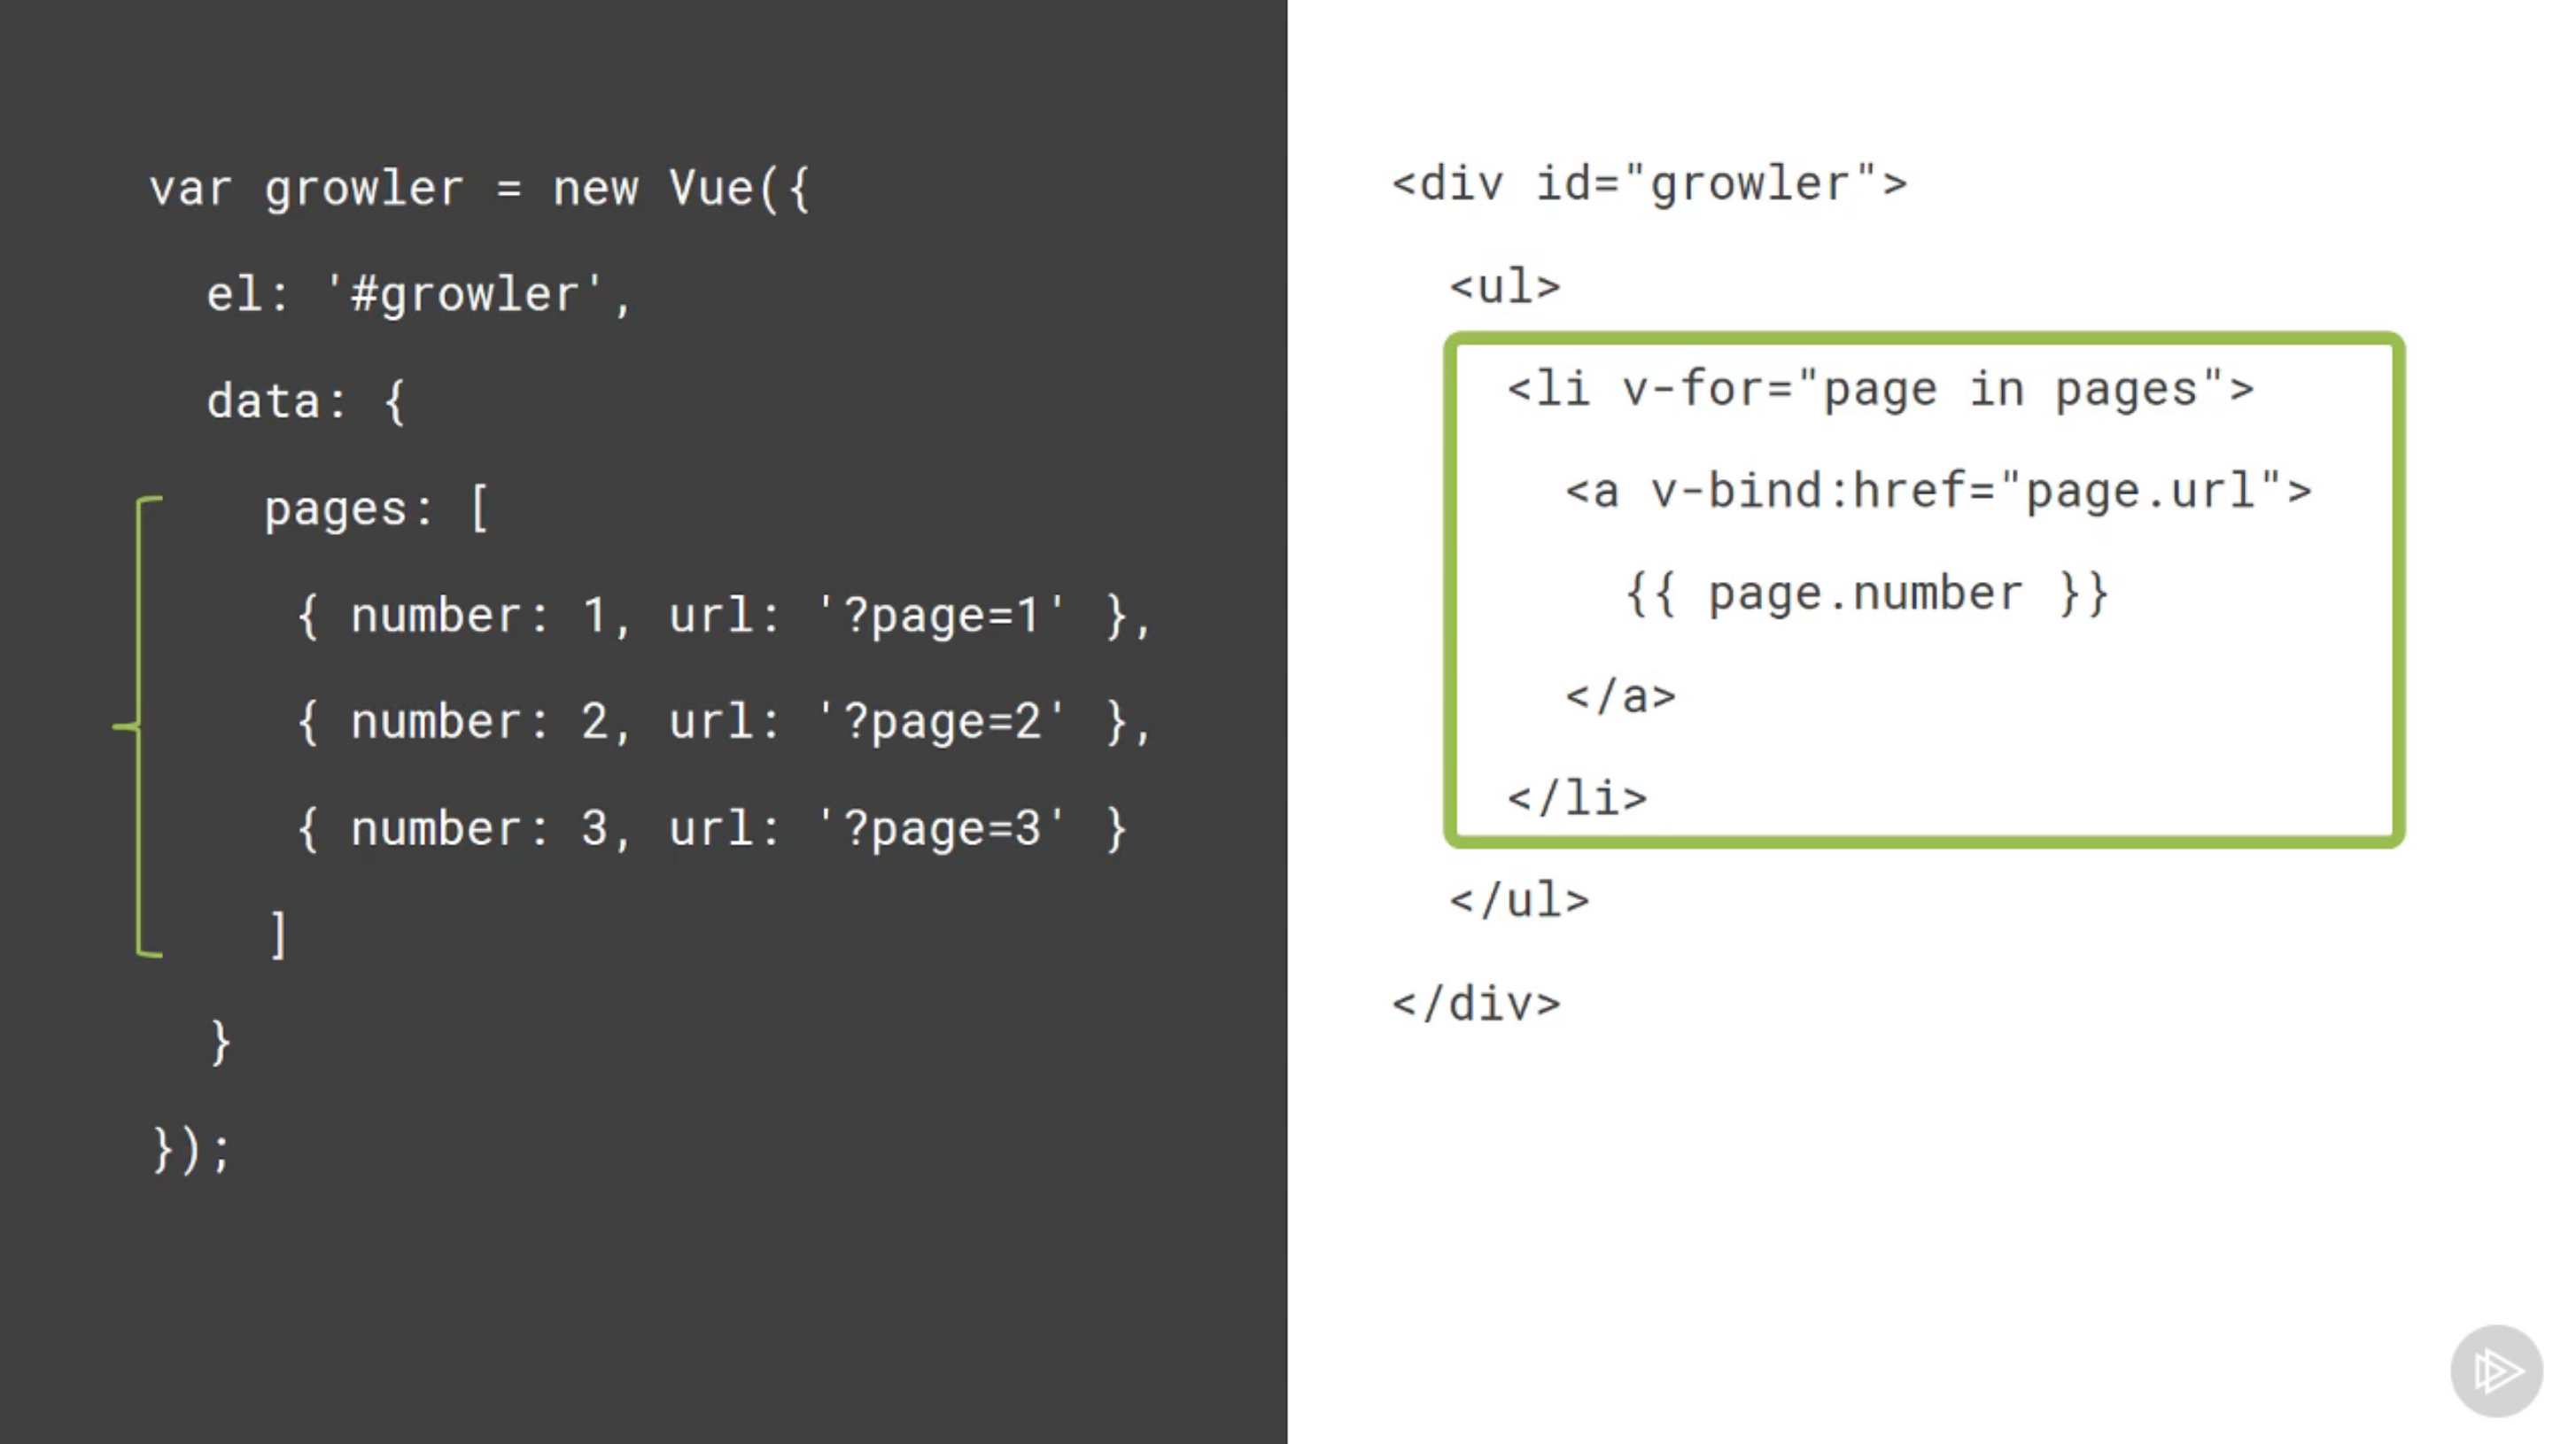 var growler = new Vue({
el: '#growler',
data: {
pages: [
{ number: 1, url: '?page=1' },
{ number: 2, url: '?page=2' },
{ number: 3, url: '?page=3' }
]
}
});
<div id="growler">
<ul>
<li v-for="page in pages">
<a v-bind:href="page.url">
{{ page.number }}
</a>
</li>
</ul>
</div>